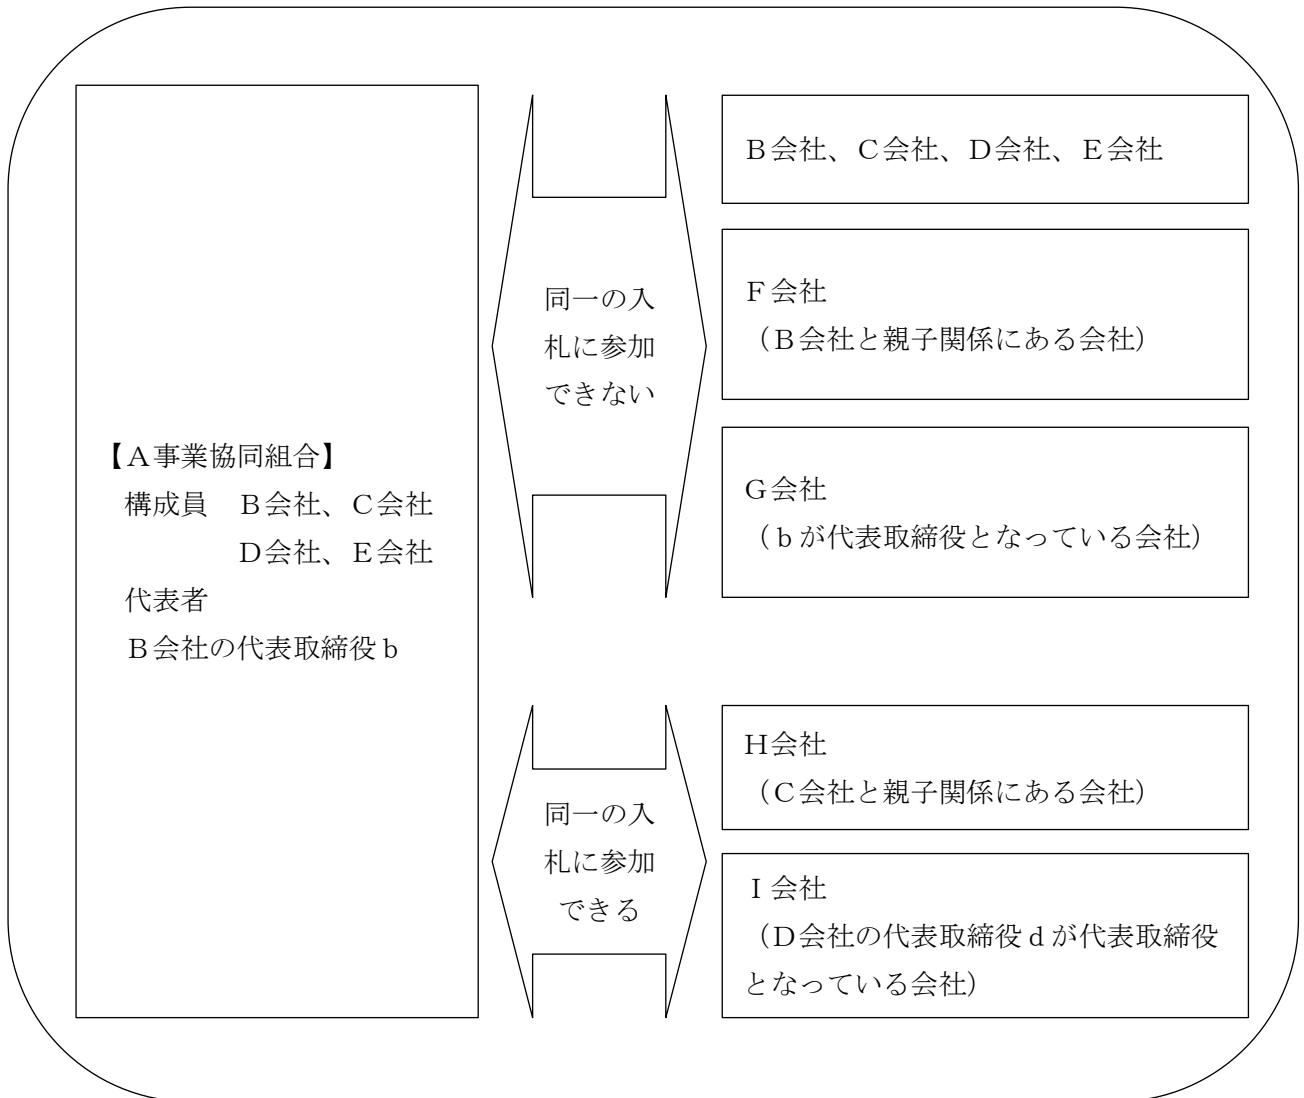 【Ａ事業協同組合】
構成員　Ｂ会社、Ｃ会社
Ｄ会社、Ｅ会社
代表者
Ｂ会社の代表取締役ｂ
同一の入
札に参加
できない
Ｂ会社、Ｃ会社、Ｄ会社、Ｅ会社
Ｆ会社
（Ｂ会社と親子関係にある会社）
Ｇ会社
（ｂが代表取締役となっている会社）
同一の入
札に参加
できる
Ｈ会社
（Ｃ会社と親子関係にある会社）
Ｉ会社
（Ｄ会社の代表取締役ｄが代表取締役
となっている会社）